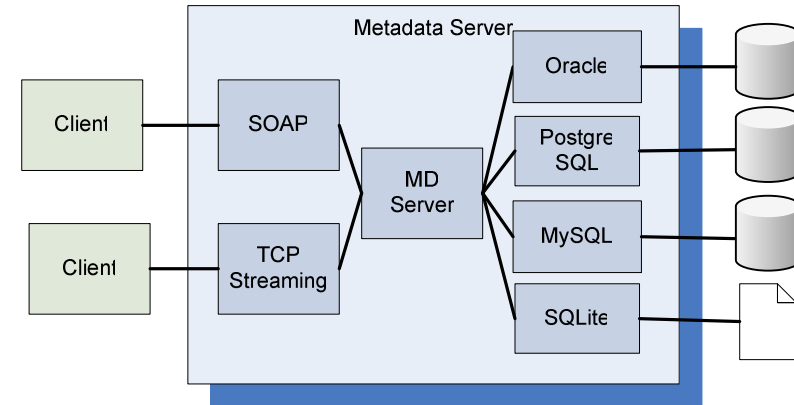 Metadata Server
Oracle
Client
SOAP
Postgre
SQL
MD
Server
MySQL
Client
TCP
Streaming
SQLite